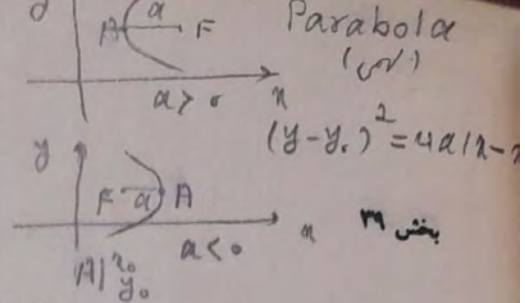 y
A a F
Parabola
a > 0 x
(y-y₀)² = 4a(x-x
y
F a A
a < 0 x
بخش ۳۹
A|x₀
y₀